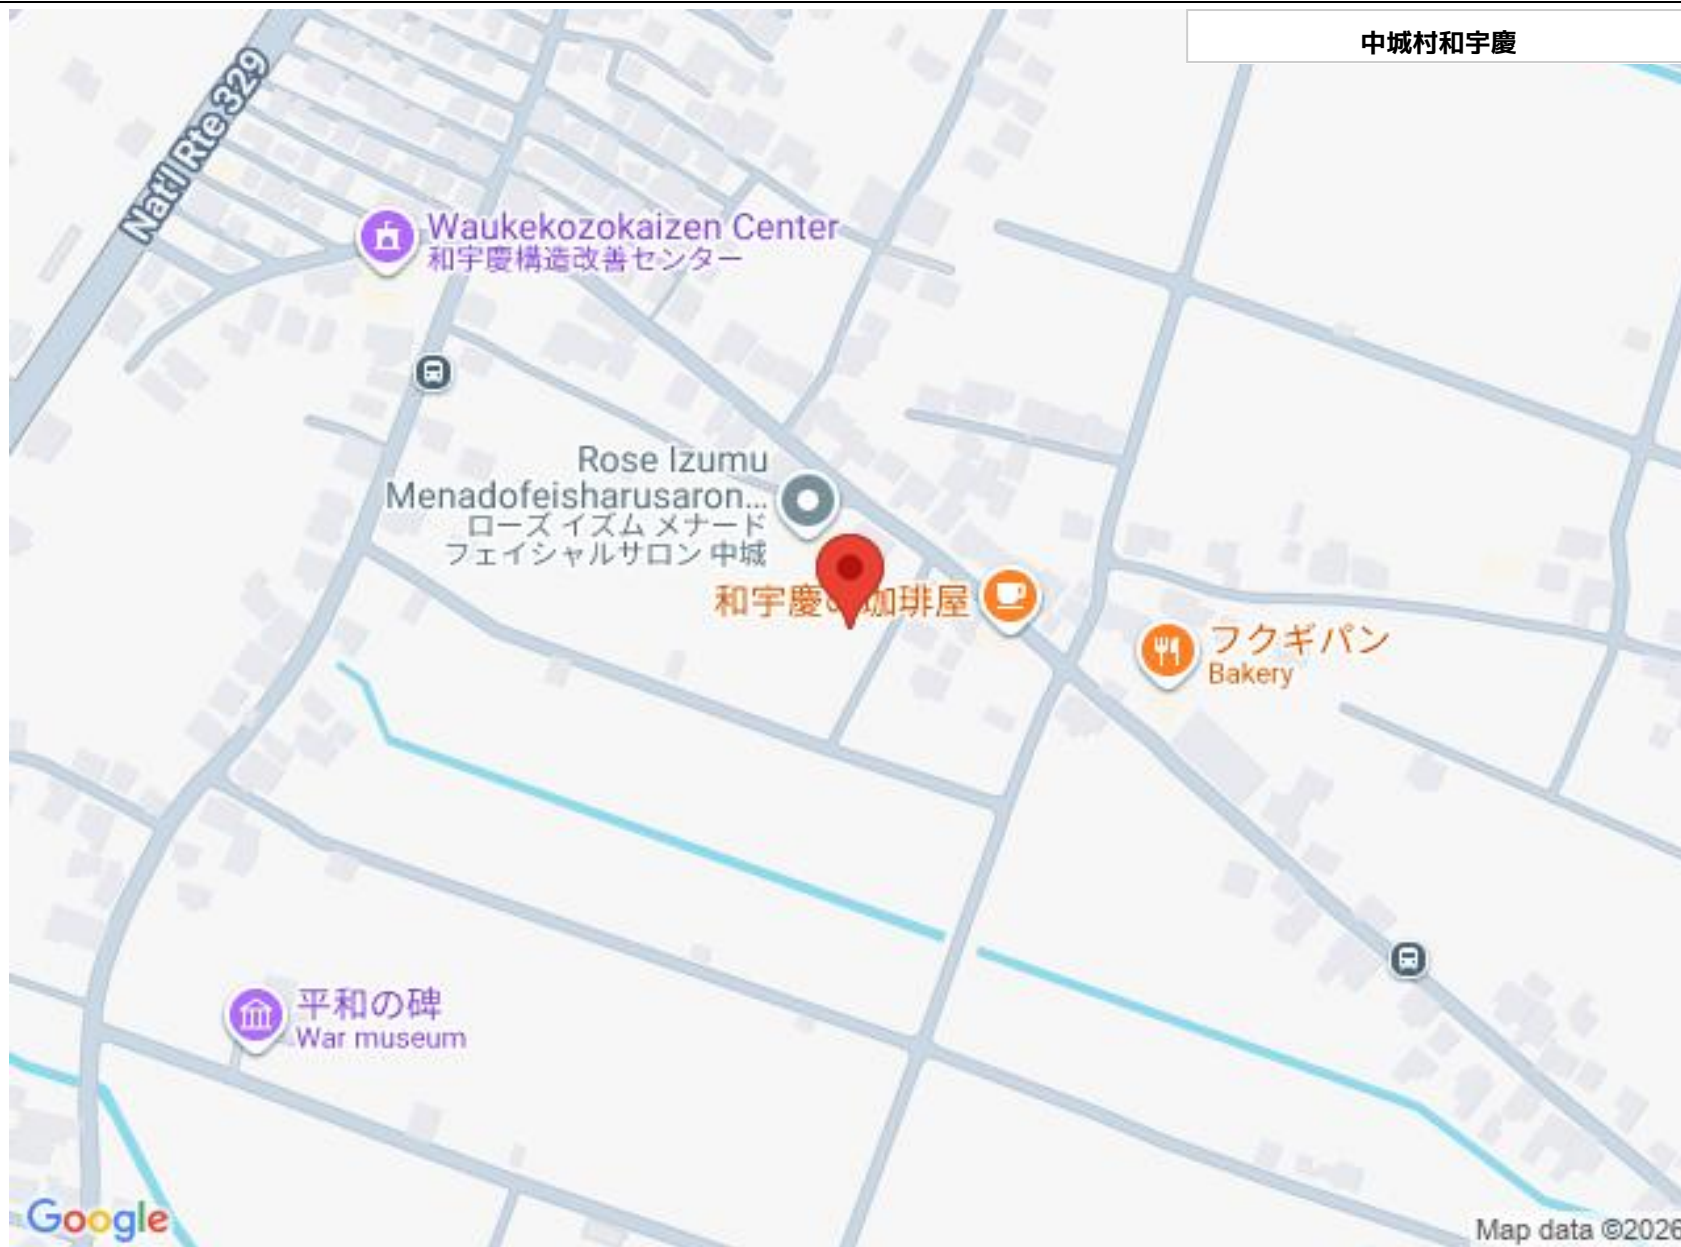 中城村和宇慶
Nat'l Rte 329
Waukekozokaizen Center
和宇慶構造改善センター
Rose Izumu
Menadofeisharusaron...
ローズ イズム メナード
フェイシャルサロン 中城
和宇慶 珈琲屋
フクギパン
Bakery
平和の碑
War museum
Google
Map data ©2026